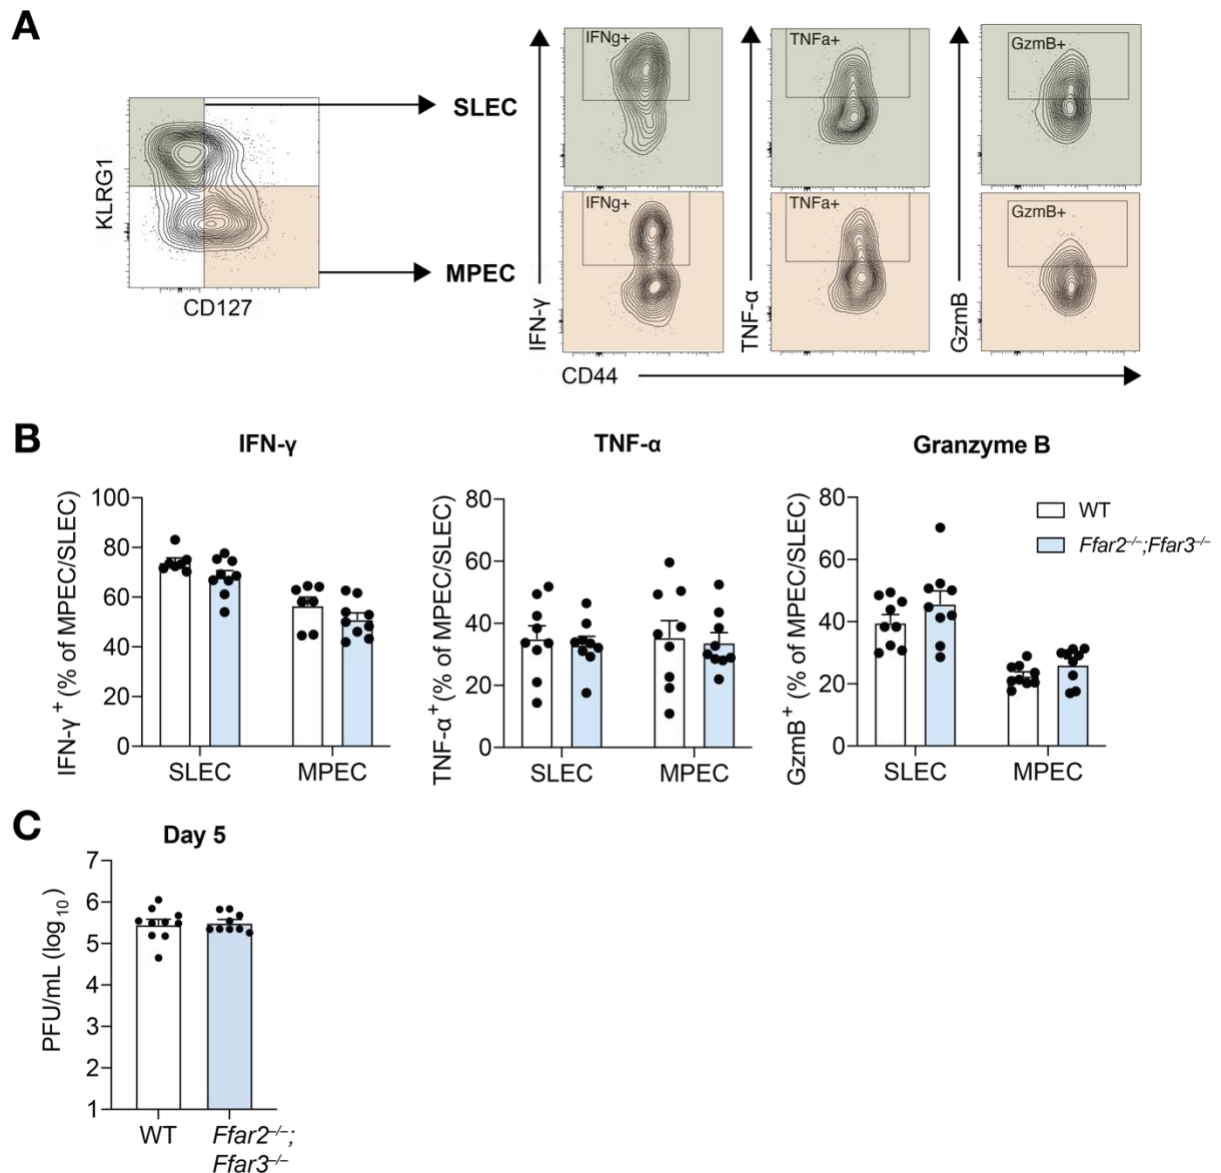 A
KLRG1
CD127
SLEC
MPEC
IFNg+
TNFa+
GzmB+
IFNg+
TNFa+
GzmB+
IFN-γ
TNF-α
GzmB
CD44
B
IFN-γ
IFN-γ⁺ (% of MPEC/SLEC)
100
80
60
40
20
0
SLEC MPEC
TNF-α
TNF-α⁺ (% of MPEC/SLEC)
80
60
40
20
0
SLEC MPEC
Granzyme B
GzmB⁺ (% of MPEC/SLEC)
80
60
40
20
0
SLEC MPEC
WT
Ffar2⁻/⁻;Ffar3⁻/⁻
C
Day 5
PFU/mL (log₁₀)
7
6
5
4
3
2
1
WT
Ffar2⁻/⁻;
Ffar3⁻/⁻